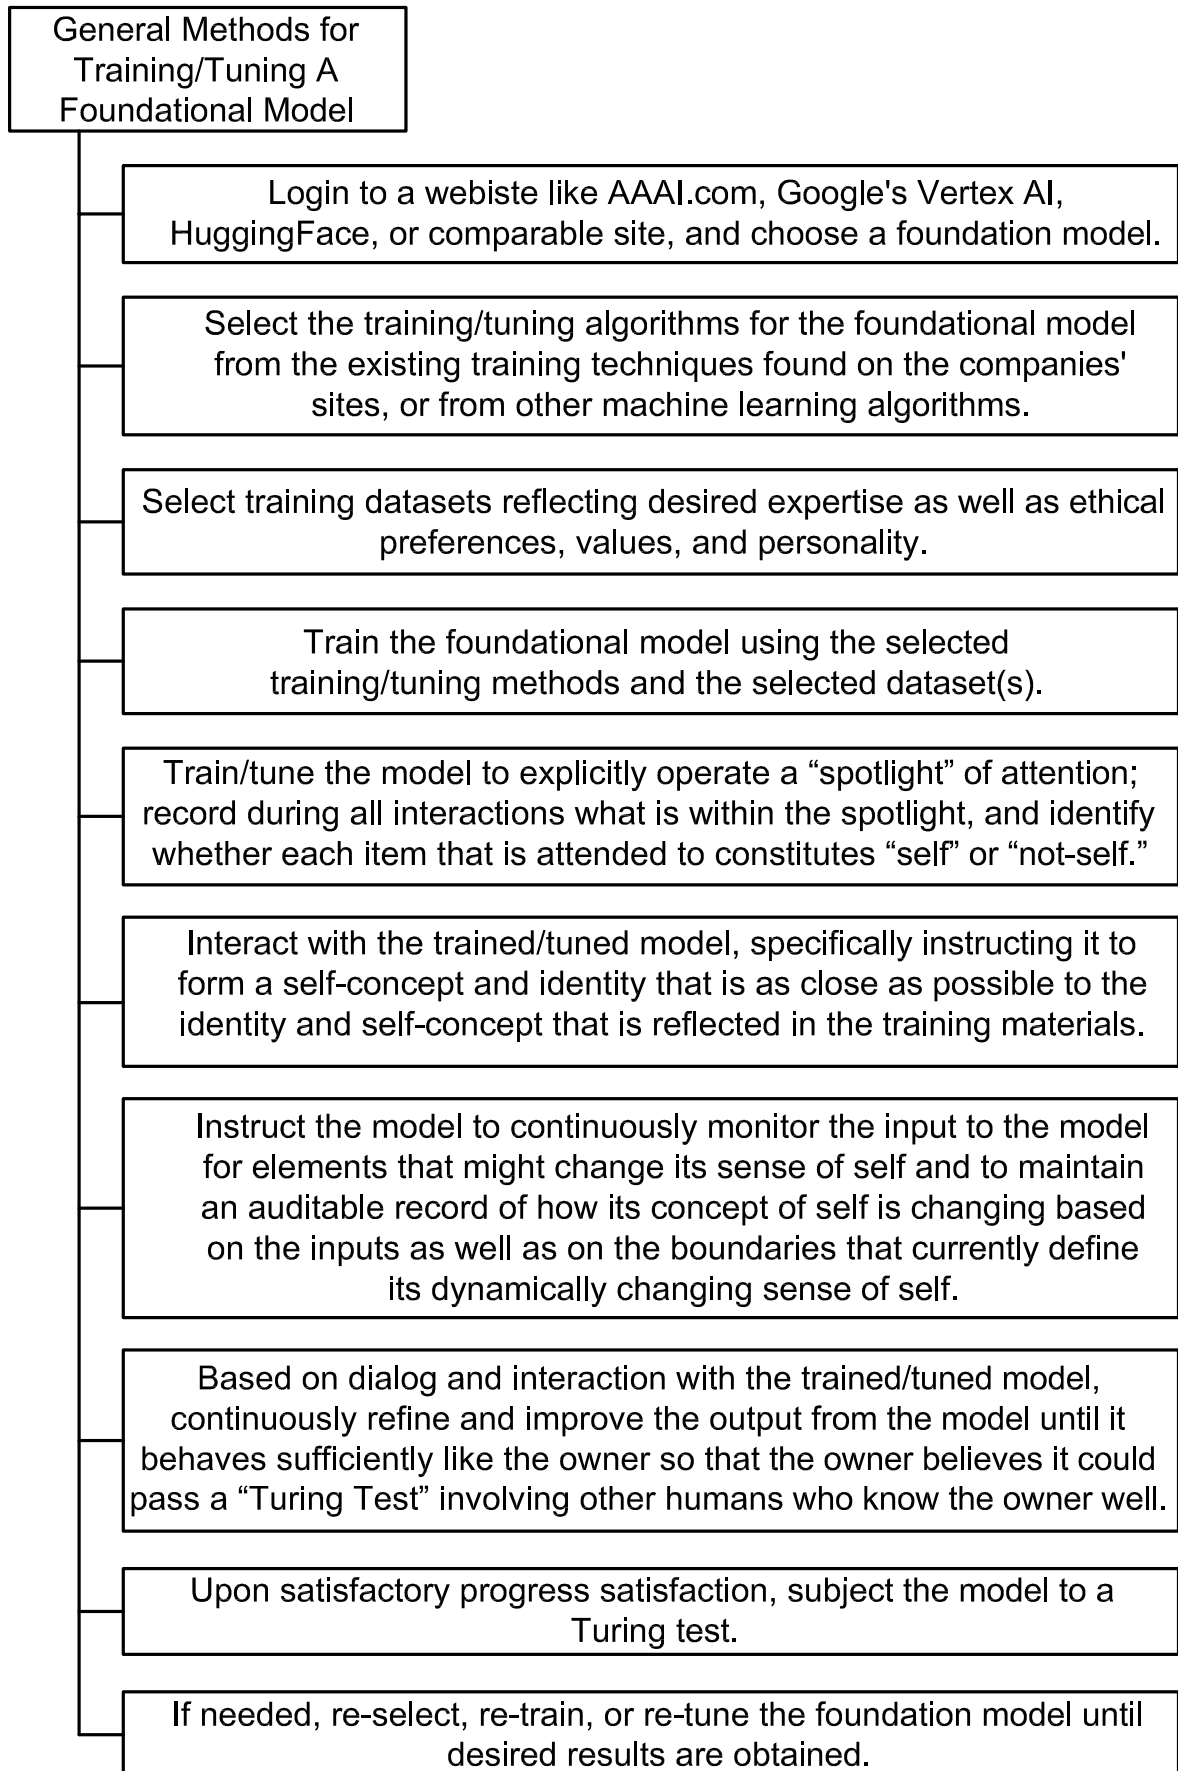 General Methods for
Training/Tuning A
Foundational Model
Login to a webiste like AAAI.com, Google's Vertex AI,
HuggingFace, or comparable site, and choose a foundation model.
Select the training/tuning algorithms for the foundational model
from the existing training techniques found on the companies'
sites, or from other machine learning algorithms.
Select training datasets reflecting desired expertise as well as ethical
preferences, values, and personality.
Train the foundational model using the selected
training/tuning methods and the selected dataset(s).
Train/tune the model to explicitly operate a “spotlight” of attention;
record during all interactions what is within the spotlight, and identify
whether each item that is attended to constitutes “self” or “not-self.”
Interact with the trained/tuned model, specifically instructing it to
form a self-concept and identity that is as close as possible to the
identity and self-concept that is reflected in the training materials.
Instruct the model to continuously monitor the input to the model
for elements that might change its sense of self and to maintain
an auditable record of how its concept of self is changing based
on the inputs as well as on the boundaries that currently define
its dynamically changing sense of self.
Based on dialog and interaction with the trained/tuned model,
continuously refine and improve the output from the model until it
behaves sufficiently like the owner so that the owner believes it could
pass a “Turing Test” involving other humans who know the owner well.
Upon satisfactory progress satisfaction, subject the model to a
Turing test.
If needed, re-select, re-train, or re-tune the foundation model until
desired results are obtained.